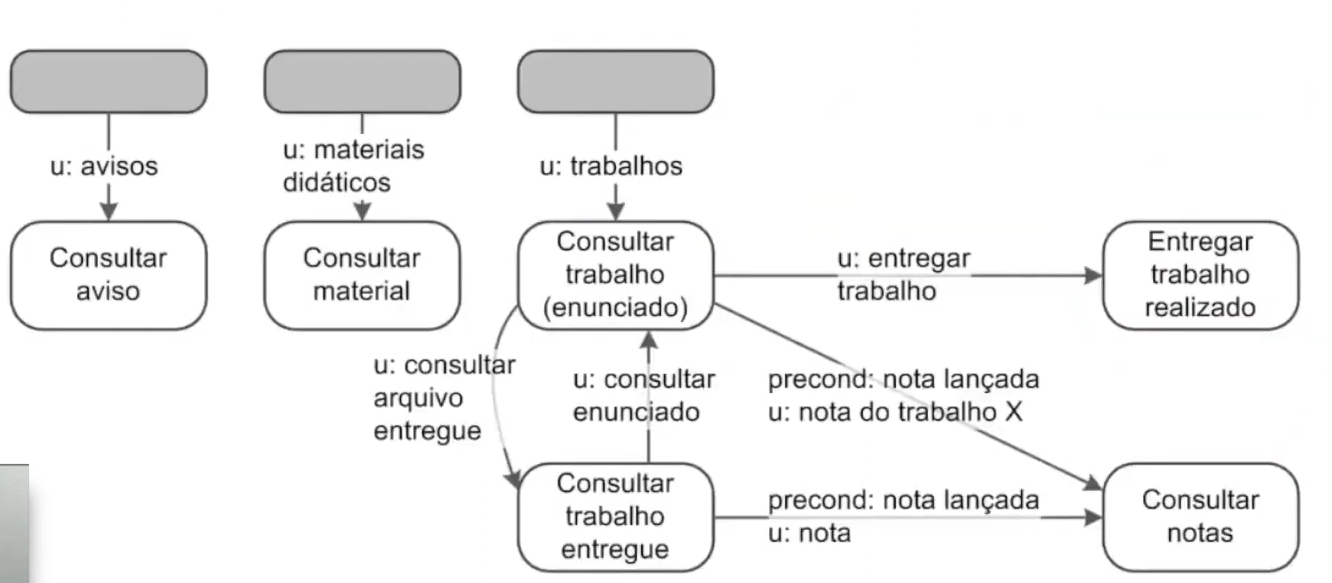 u: avisos
u: materiais
didáticos
u: trabalhos
Consultar
aviso
Consultar
material
Consultar
trabalho
(enunciado)
u: entregar
trabalho
Entregar
trabalho
realizado
u: consultar
arquivo
entregue
u: consultar
enunciado
precond: nota lançada
u: nota do trabalho X
Consultar
trabalho
entregue
precond: nota lançada
u: nota
Consultar
notas